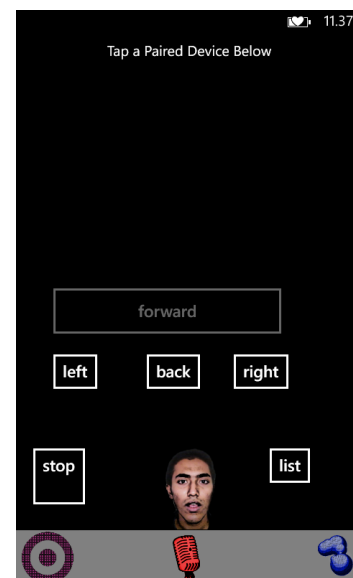 11.37
Tap a Paired Device Below
forward
left back right
stop list